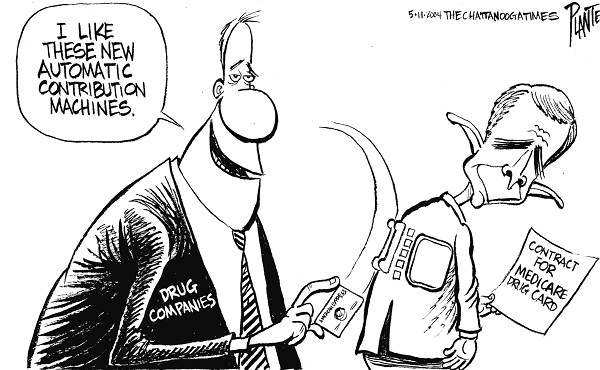 5·11·2004 THE CHATTANOOGA TIMES
PLANTE
I LIKE
THESE NEW
AUTOMATIC
CONTRIBUTION
MACHINES.
DRUG
COMPANIES
CONTRACT
FOR
MEDICARE
DRUG CARD